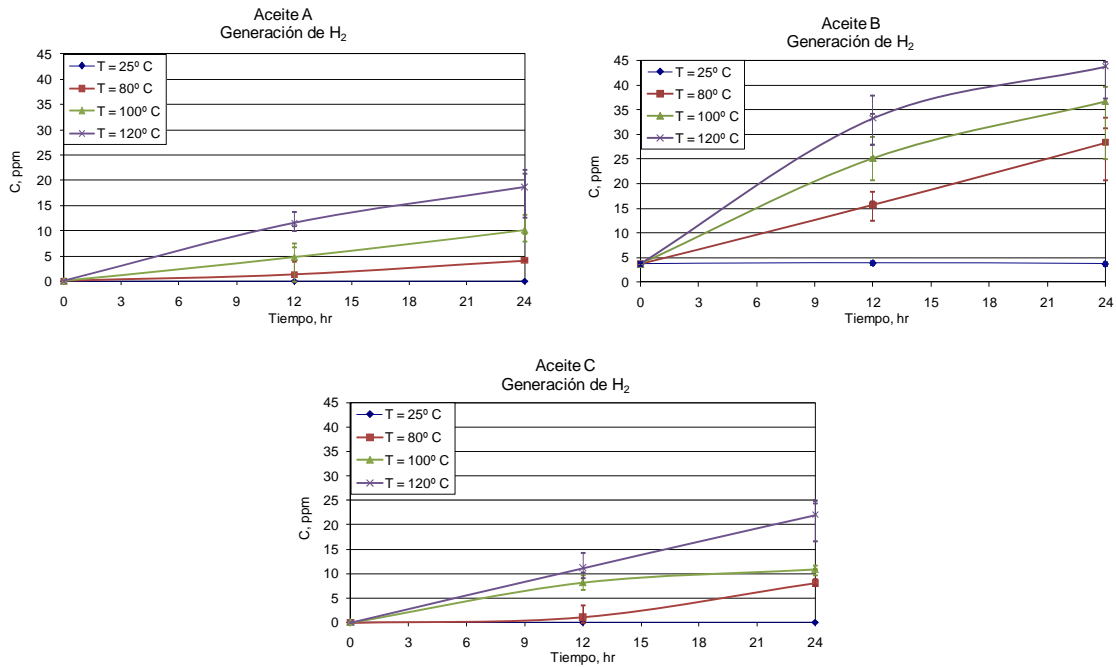 Aceite A
Generación de H₂
45
40
35
30
25
20
15
10
5
0
C, ppm
T = 25º C
T = 80º C
T = 100º C
T = 120º C
0 3 6 9 12 15 18 21 24
Tiempo, hr
Aceite B
Generación de H₂
45
40
35
30
25
20
15
10
5
0
C, ppm
T = 25º C
T = 80º C
T = 100º C
T = 120º C
0 3 6 9 12 15 18 21 24
Tiempo, hr
Aceite C
Generación de H₂
45
40
35
30
25
20
15
10
5
0
C, ppm
T = 25º C
T = 80º C
T = 100º C
T = 120º C
0 3 6 9 12 15 18 21 24
Tiempo, hr